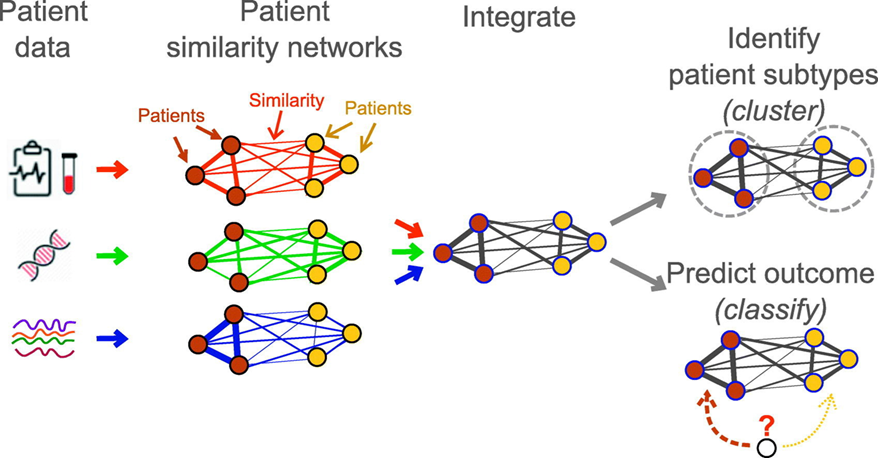 Patient
data
Patient
similarity networks
Integrate
Identify
patient subtypes
(cluster)
Similarity
Patients
Patients
Predict outcome
(classify)
?